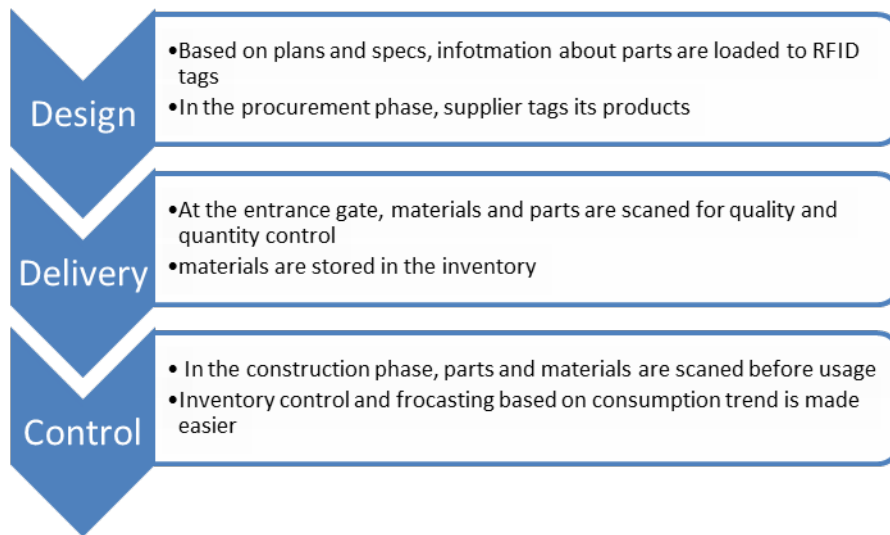 Design
•Based on plans and specs, infotmation about parts are loaded to RFID
tags
•In the procurement phase, supplier tags its products
Delivery
•At the entrance gate, materials and parts are scaned for quality and
quantity control
•materials are stored in the inventory
Control
• In the construction phase, parts and materials are scaned before usage
•Inventory control and frocasting based on consumption trend is made
easier